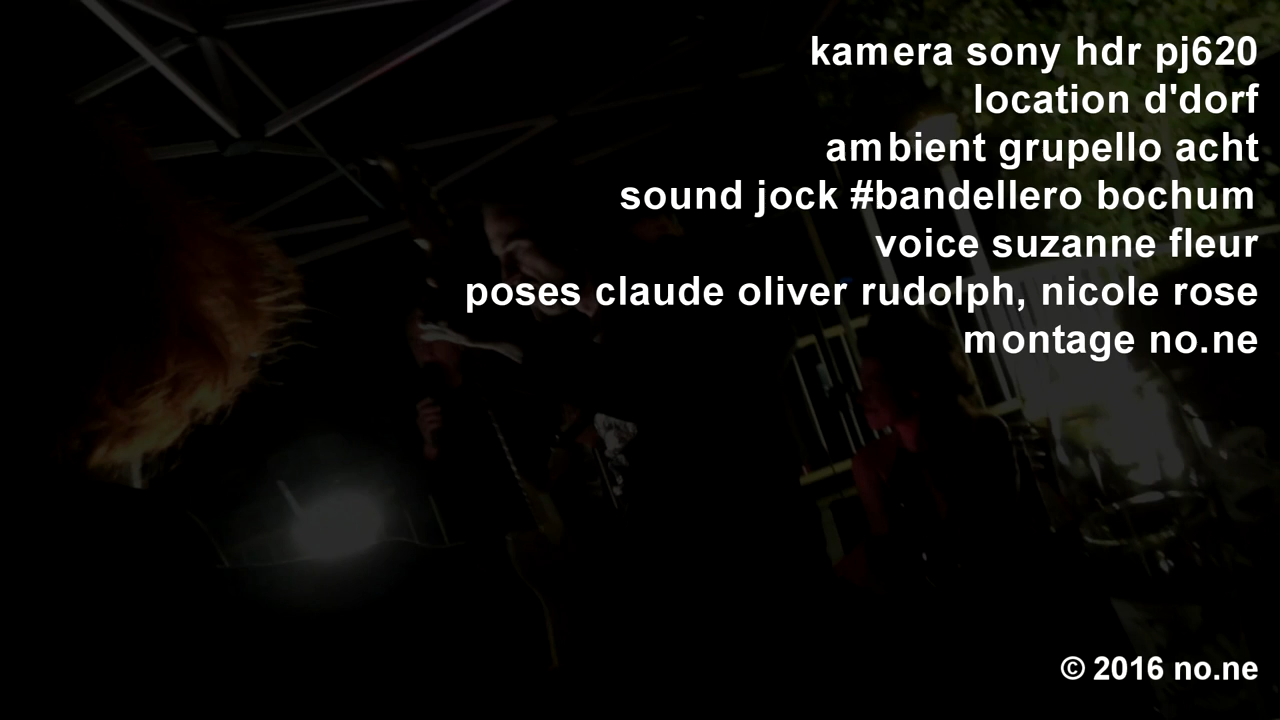 kamera sony hdr pj620
location d'dorf
ambient grupello acht
sound jock #bandellero bochum
voice suzanne fleur
poses claude oliver rudolph, nicole rose
montage no.ne
© 2016 no.ne